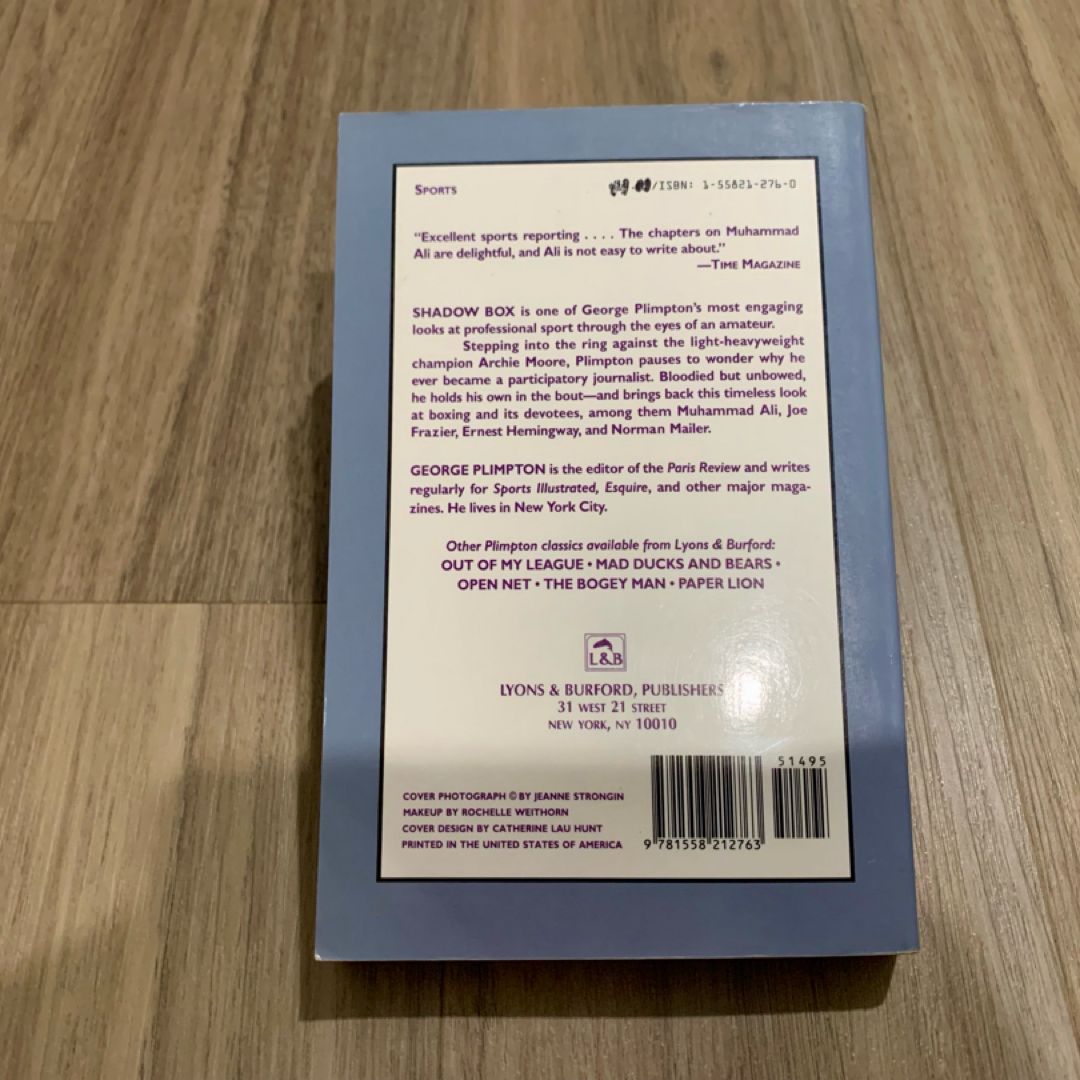 SPORTS
/ISBN: 1-55821-276-0
"Excellent sports reporting . . . . The chapters on Muhammad
Ali are delightful, and Ali is not easy to write about."
—TIME MAGAZINE
SHADOW BOX is one of George Plimpton's most engaging
looks at professional sport through the eyes of an amateur.
Stepping into the ring against the light-heavyweight
champion Archie Moore, Plimpton pauses to wonder why he
ever became a participatory journalist. Bloodied but unbowed,
he holds his own in the bout—and brings back this timeless look
at boxing and its devotees, among them Muhammad Ali, Joe
Frazier, Ernest Hemingway, and Norman Mailer.
GEORGE PLIMPTON is the editor of the Paris Review and writes
regularly for Sports Illustrated, Esquire, and other major maga-
zines. He lives in New York City.
Other Plimpton classics available from Lyons & Burford:
OUT OF MY LEAGUE • MAD DUCKS AND BEARS •
OPEN NET • THE BOGEY MAN • PAPER LION
L&B
LYONS & BURFORD, PUBLISHERS
31 WEST 21 STREET
NEW YORK, NY 10010
51495
COVER PHOTOGRAPH © BY JEANNE STRONGIN
MAKEUP BY ROCHELLE WEITHORN
COVER DESIGN BY CATHERINE LAU HUNT
PRINTED IN THE UNITED STATES OF AMERICA
9 781558 212763